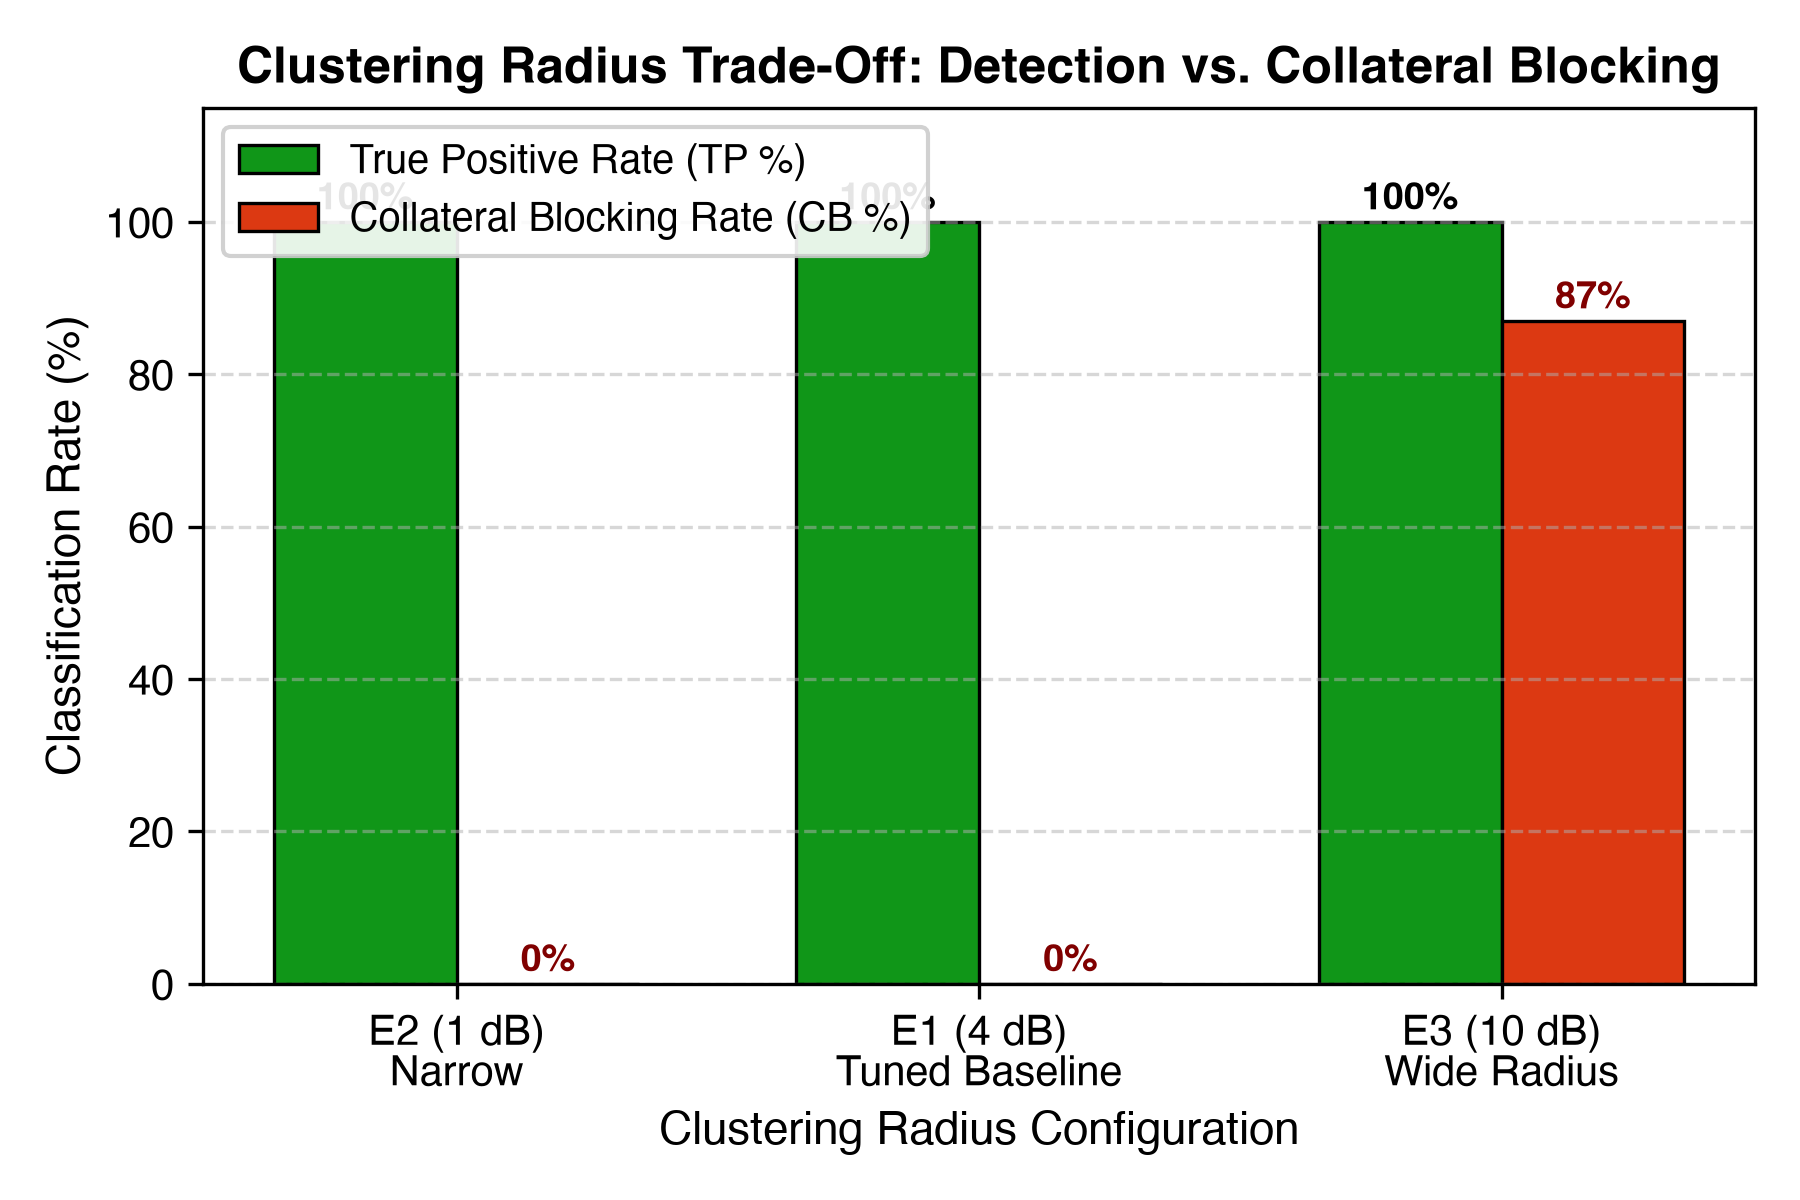 Clustering Radius Trade-Off: Detection vs. Collateral Blocking
True Positive Rate (TP %)
Collateral Blocking Rate (CB %)
100%
100%
100%
87%
0%
0%
100
80
60
40
20
0
Classification Rate (%)
E2 (1 dB)
Narrow
E1 (4 dB)
Tuned Baseline
E3 (10 dB)
Wide Radius
Clustering Radius Configuration